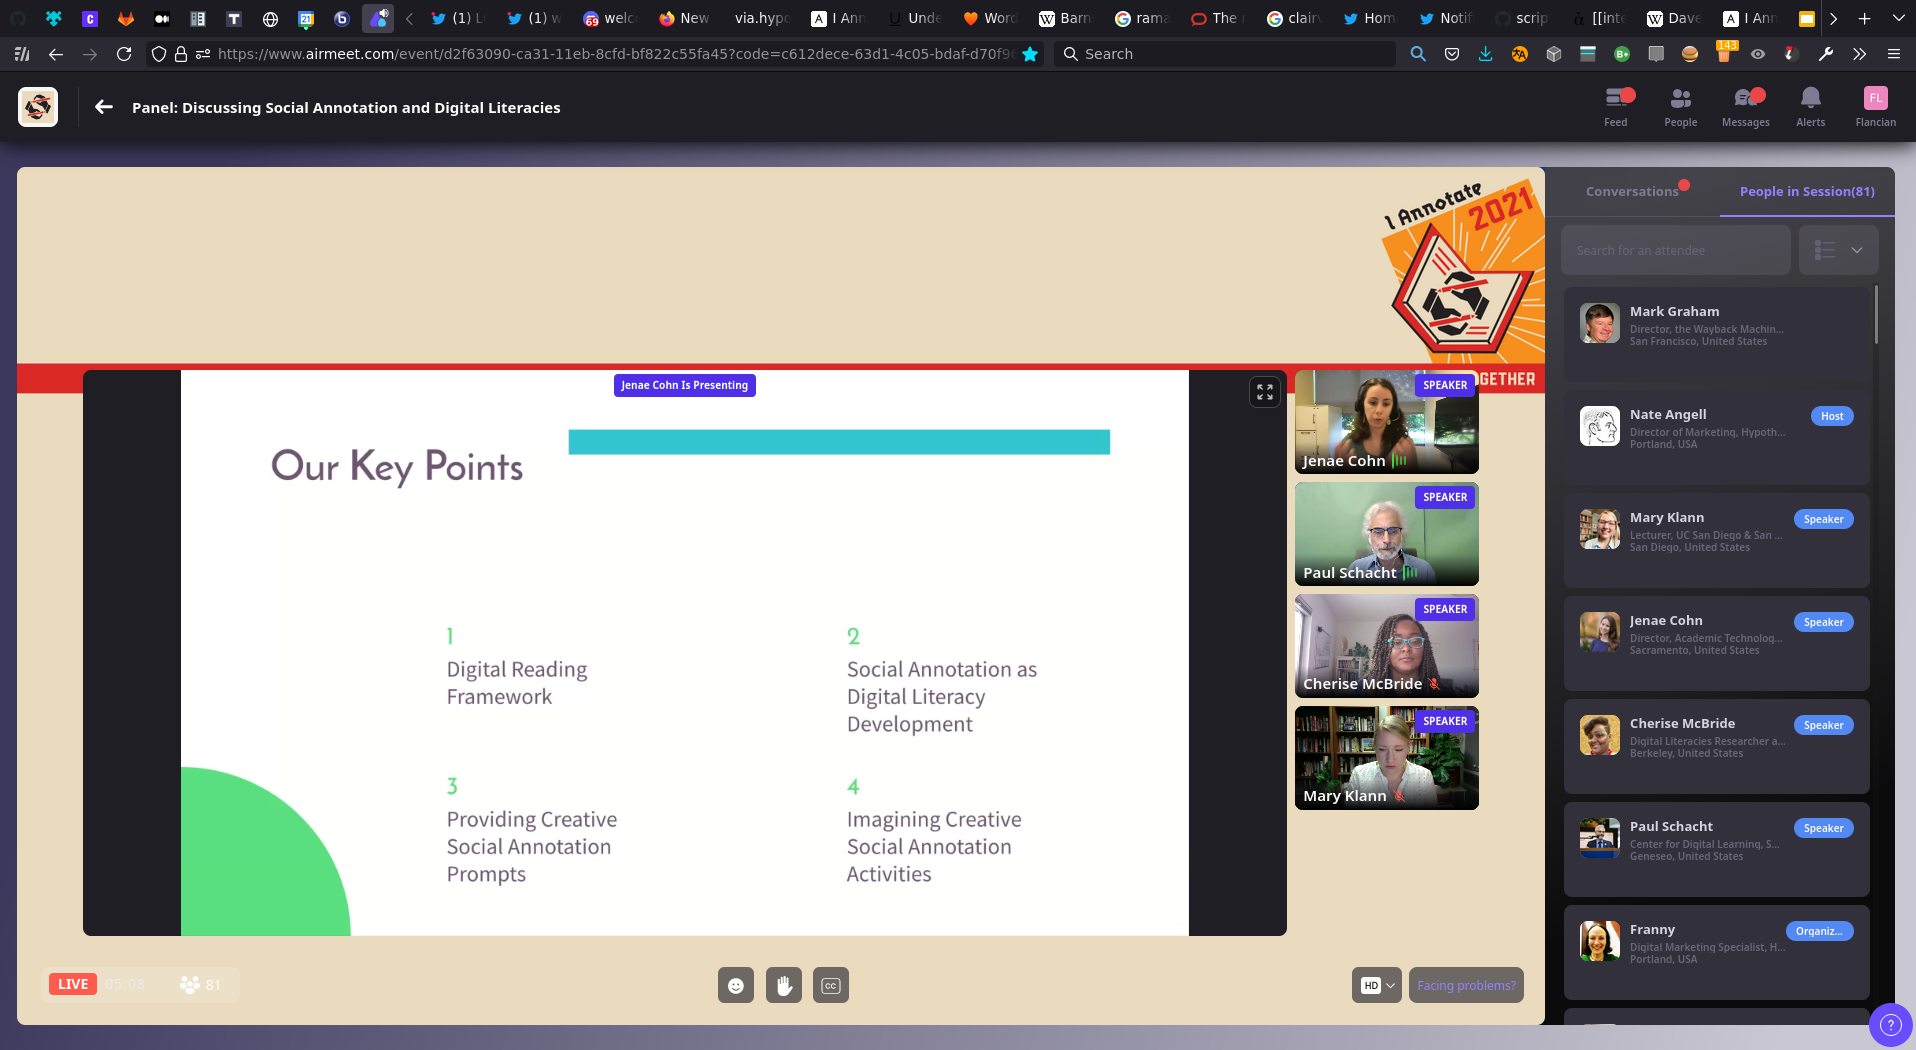 21
(1) L
69
welc
New
via.hypo
I Ann
Unde
Word
Barn
rama
The r
clair
Hom
Notif
scrip
[[inte
Dave
I Ann
https://www.airmeet.com/event/d2f63090-ca31-11eb-8cfd-bf822c55fa45?code=c612dece-63d1-4c05-bdaf-d70f9
Search
143
Panel: Discussing Social Annotation and Digital Literacies
Feed
People
Messages
Alerts
FL
Flancian
I Annotate
2021
GETHER
Jenae Cohn Is Presenting
Our Key Points
1
Digital Reading
Framework
2
Social Annotation as
Digital Literacy
Development
3
Providing Creative
Social Annotation
Prompts
4
Imagining Creative
Social Annotation
Activities
SPEAKER
Jenae Cohn
SPEAKER
Paul Schacht
SPEAKER
Cherise McBride
SPEAKER
Mary Klann
LIVE
05:08
81
CC
HD
Facing problems?
Conversations
People in Session(81)
Search for an attendee
Mark Graham
Director, the Wayback Machin...
San Francisco, United States
Nate Angell
Host
Director of Marketing, Hypoth...
Portland, USA
Mary Klann
Speaker
Lecturer, UC San Diego & San ...
San Diego, United States
Jenae Cohn
Speaker
Director, Academic Technolog...
Sacramento, United States
Cherise McBride
Speaker
Digital Literacies Researcher a...
Berkeley, United States
Paul Schacht
Speaker
Center for Digital Learning, S...
Geneseo, United States
Franny
Organiz...
Digital Marketing Specialist, H...
Portland, USA
?